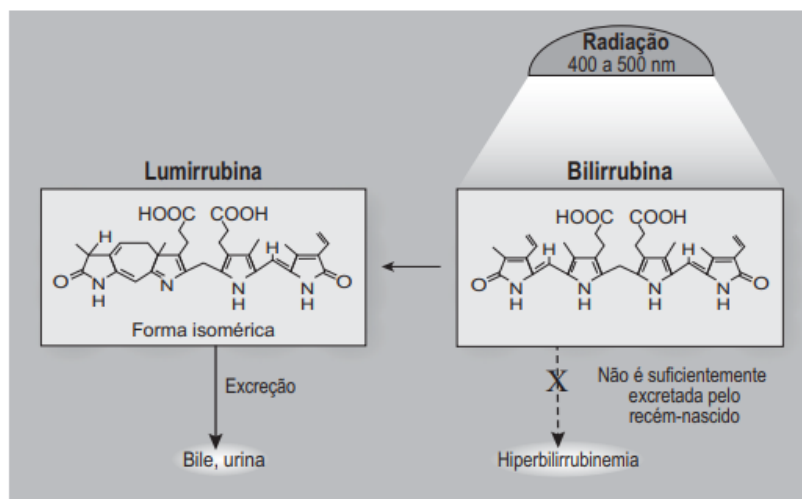 Radiação
400 a 500 nm
Lumirrubina
Bilirrubina
HOOC COOH
H
O
N
H
N
N
H
H
N
H
O
Forma isomérica
HOOC COOH
O
N
H
H
N
H
N
H
H
N
H
O
Excreção
X
Não é suficientemente
excretada pelo
recém-nascido
Bile, urina
Hiperbilirrubinemia